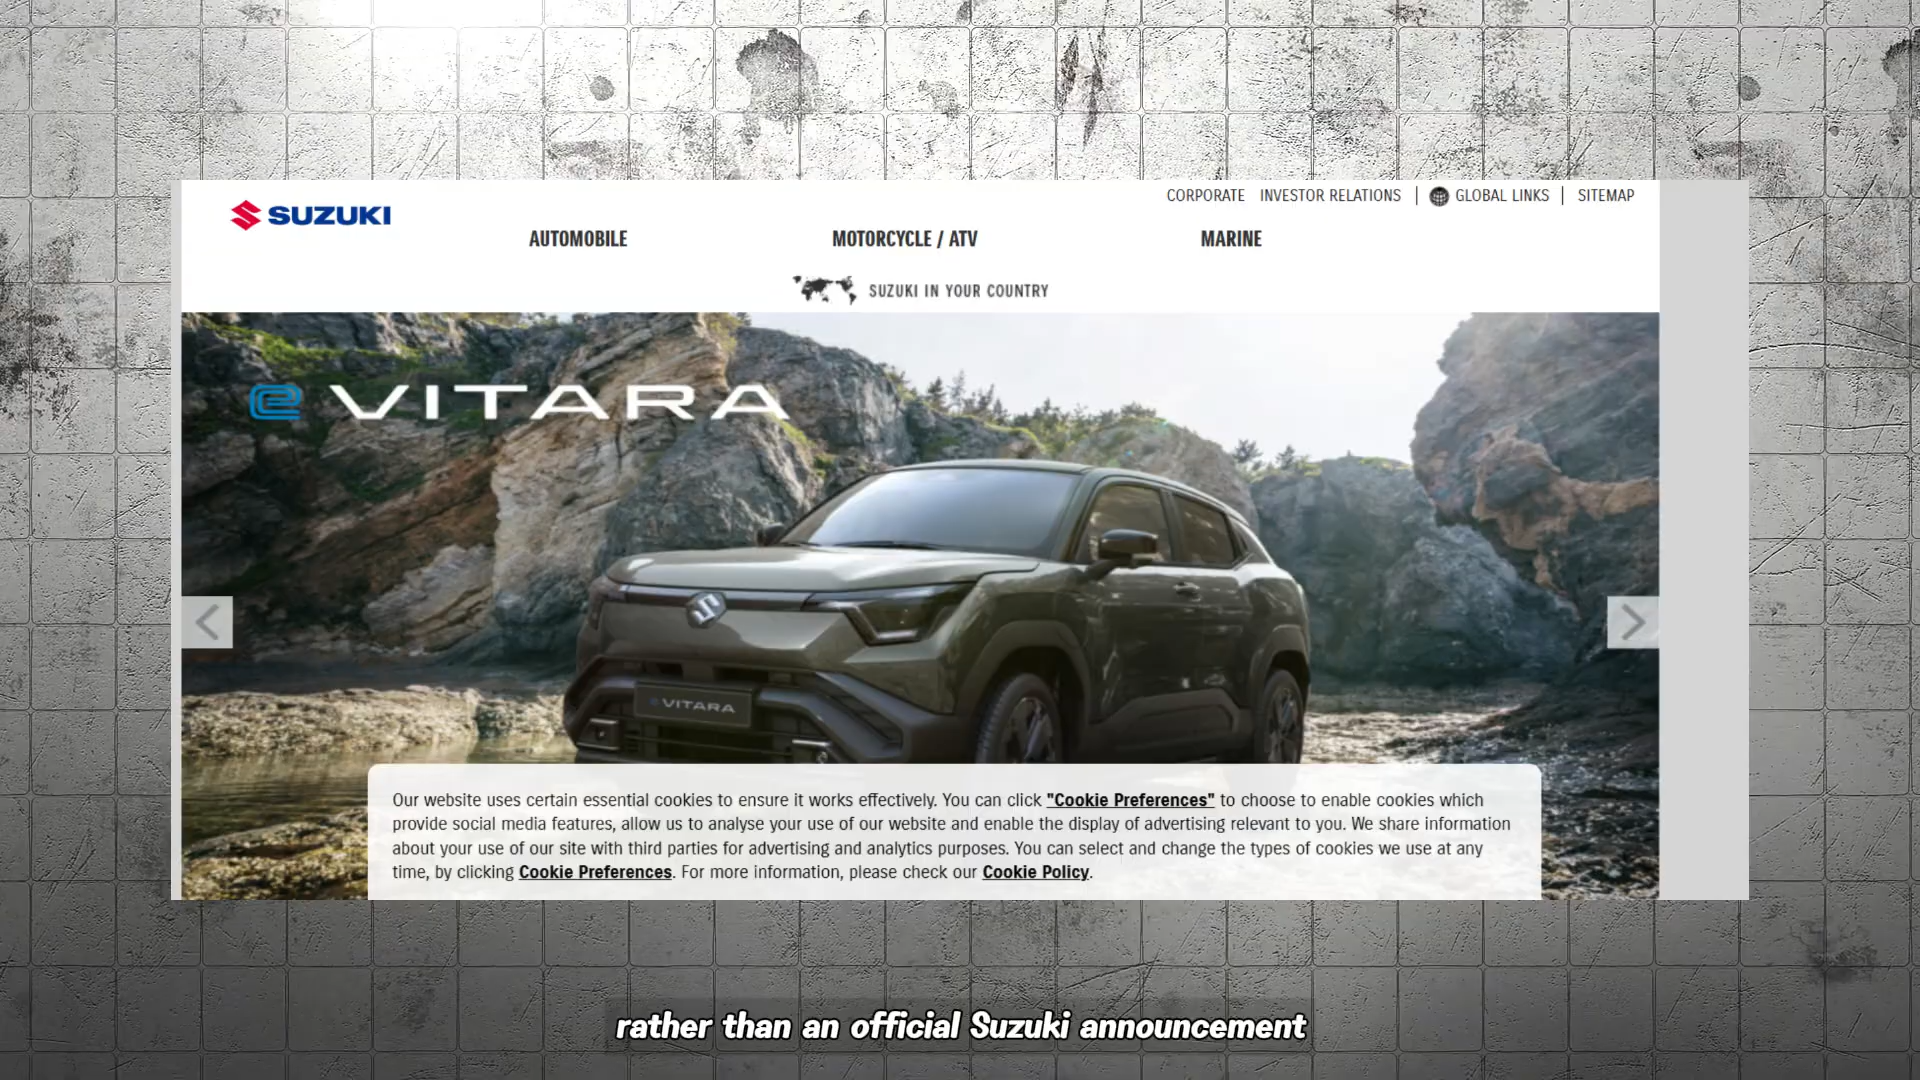 CORPORATE INVESTOR RELATIONS | GLOBAL LINKS | SITEMAP
SUZUKI
AUTOMOBILE MOTORCYCLE / ATV MARINE
SUZUKI IN YOUR COUNTRY
e VITARA
eVITARA
Our website uses certain essential cookies to ensure it works effectively. You can click "Cookie Preferences" to choose to enable cookies which
provide social media features, allow us to analyse your use of our website and enable the display of advertising relevant to you. We share information
about your use of our site with third parties for advertising and analytics purposes. You can select and change the types of cookies we use at any
time, by clicking Cookie Preferences. For more information, please check our Cookie Policy.
rather than an official Suzuki announcement